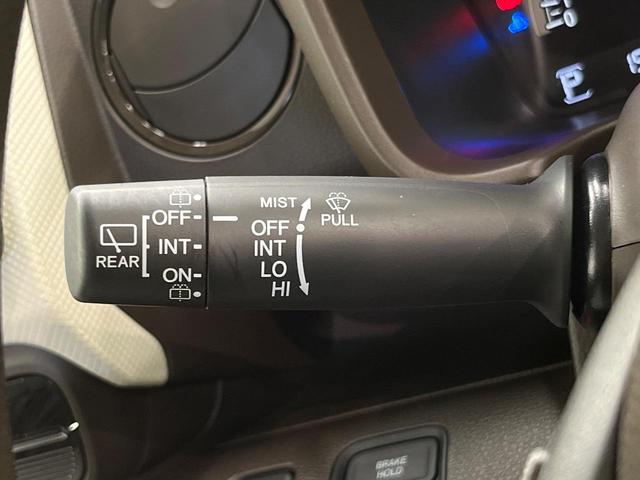 REAR
OFF
INT
ON
MIST
OFF
INT
LO
HI
PULL
BRAKE
HOLD
E